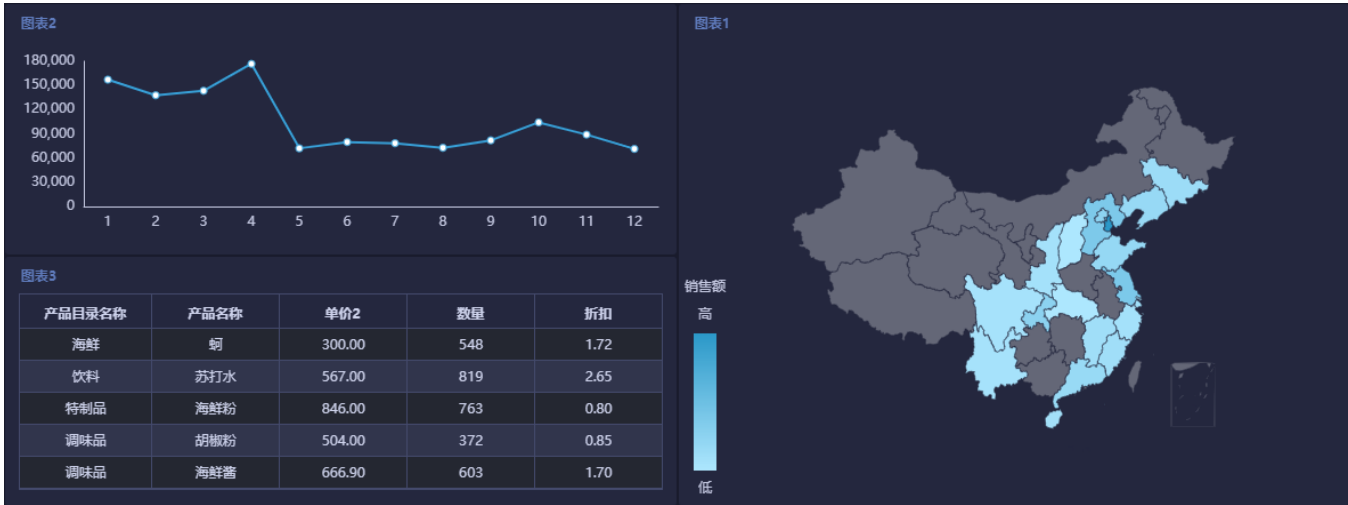 图表2
180,000
150,000
120,000
90,000
60,000
30,000
0
1 2 3 4 5 6 7 8 9 10 11 12
图表3
产品目录名称 产品名称 单价2 数量 折扣
海鲜 蚵 300.00 548 1.72
饮料 苏打水 567.00 819 2.65
特制品 海鲜粉 846.00 763 0.80
调味品 胡椒粉 504.00 372 0.85
调味品 海鲜酱 666.90 603 1.70
图表1
销售额
高
低